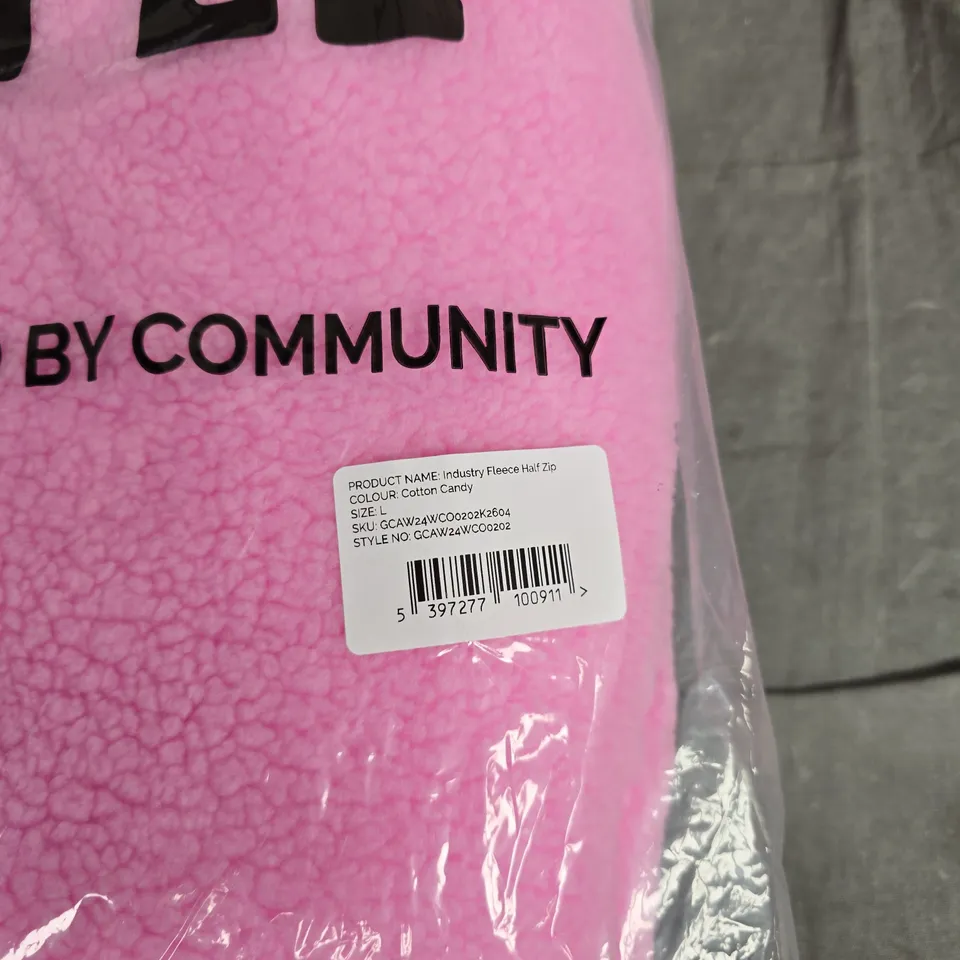 BY COMMUNITY
PRODUCT NAME: Industry Fleece Half Zip
COLOUR: Cotton Candy
SIZE: L
SKU: GCAW24WCO0202K2604
STYLE NO: GCAW24WCO0202
5 397277 100911 >